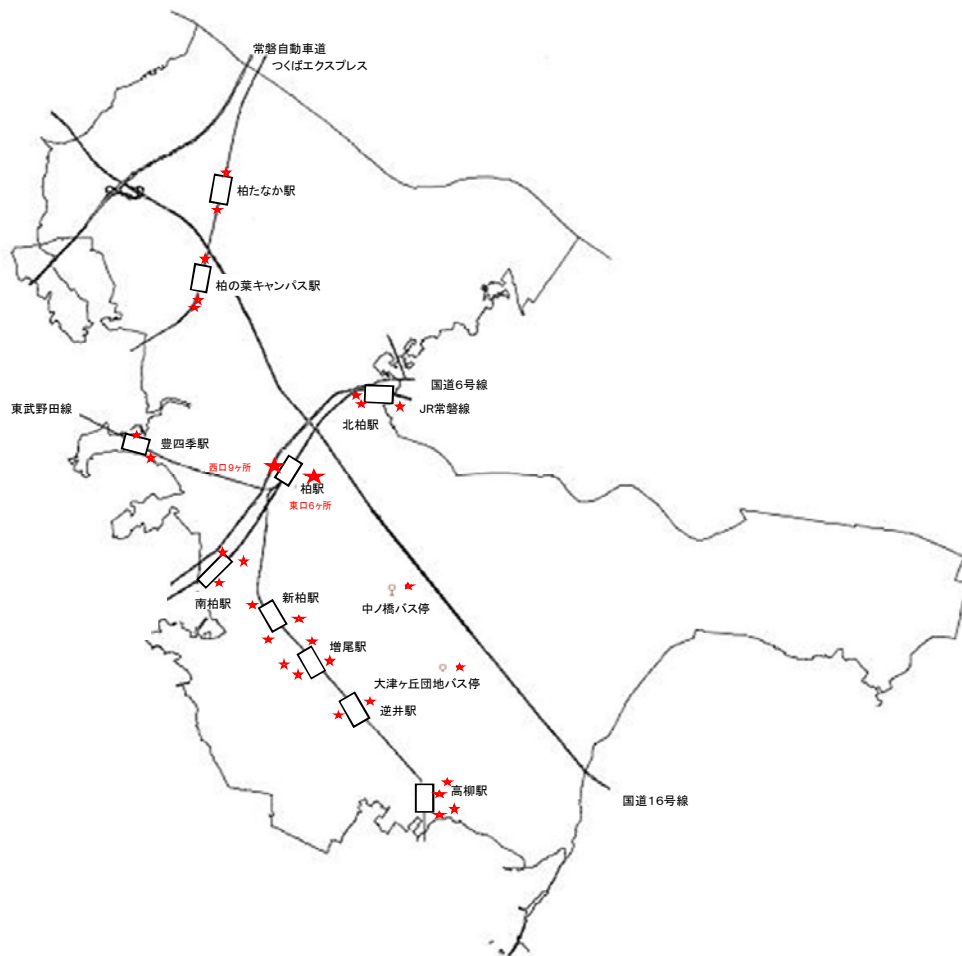 常磐自動車道
つくばエクスプレス
柏たなか駅
柏の葉キャンパス駅
国道6号線
東武野田線
JR常磐線
北柏駅
豊四季駅
西口9ヶ所
柏駅
東口6ヶ所
南柏駅
新柏駅
中ノ橋バス停
増尾駅
大津ヶ丘団地バス停
逆井駅
高柳駅
国道16号線